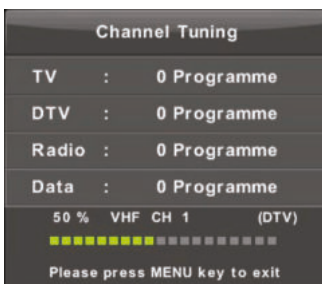 Channel Tuning
TV : 0 Programme
DTV : 0 Programme
Radio : 0 Programme
Data : 0 Programme
50 % VHF CH 1 (DTV)
Please press MENU key to exit